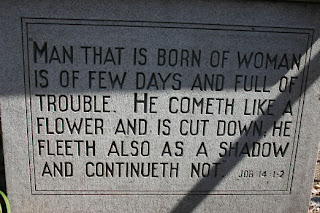 MAN THAT IS BORN OF WOMAN
IS OF FEW DAYS AND FULL OF
TROUBLE. HE COMETH LIKE A
FLOWER AND IS CUT DOWN. HE
FLEETH ALSO AS A SHADOW
AND CONTINUETH NOT. JOB 14:1-2